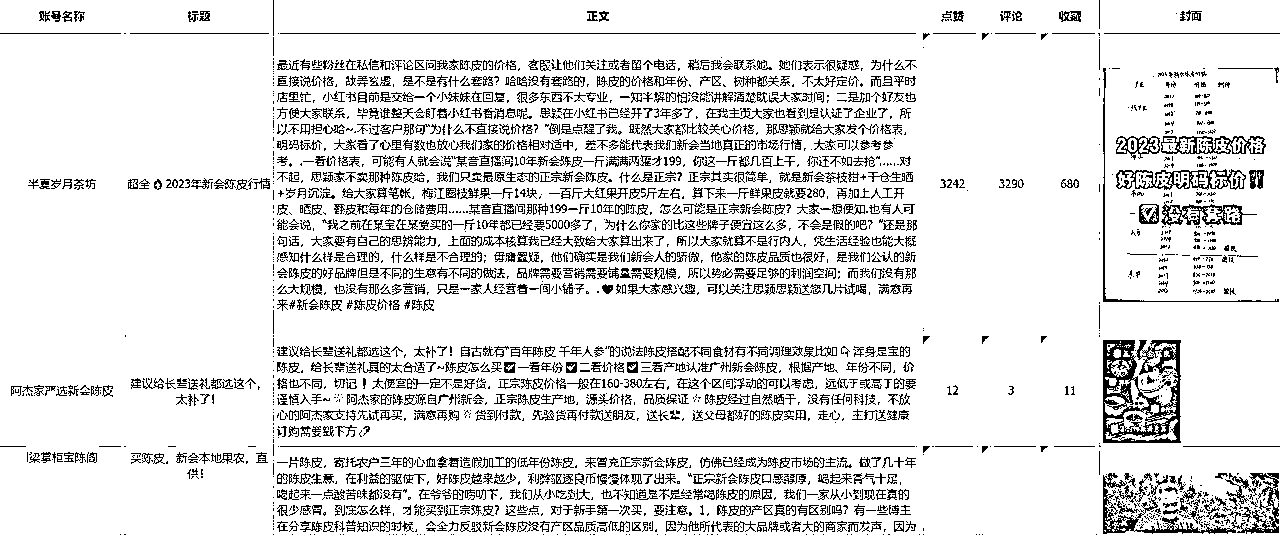 账号名称 标题 正文 点赞 评论 收藏 封面
半夏岁月茶坊
超全🔥2023年新会陈皮行情
最近有些粉丝在私信和评论区问我家陈皮的价格，客服让他们关注或者留个电话，稍后我会联系她。她们表示很疑惑，为什么不
直接说价格，故弄玄虚，是不是有什么套路？哈哈没有套路的，陈皮的价格和年份、产区、树种都关系，不太好定价。而且平时
店里忙，小红书目前是交给一个小妹妹在回复，很多东西不太专业，一知半解的怕没能讲解清楚耽误大家时间；二是加个好友也
方便大家联系，毕竟谁整天会盯着小红书看消息呢。思颖在小红书已经开了3年多了，在我主页大家也看到是认证了企业了，所
以不用担心哈~不过客户那句“为什么不直接说价格？”倒是点醒了我。既然大家都比较关心价格，那思颖就给大家发个价格表，
明码标价，大家看了心里有数也放心我们家的价格相对适中，差不多能代表我们新会当地真正的市场行情，大家可以参考参
考。.一看价格表，可能有人就会说“某音直播间10年新会陈皮一斤满满两罐才199，你这一斤都几百上千，你还不如去抢”……对
不起，思颖家不卖那种陈皮哈，我们只卖最原生态的正宗新会陈皮。什么是正宗？正宗其实很简单，就是新会茶枝柑+干仓生晒
+岁月沉淀。给大家算笔帐，梅江圈枝鲜果一斤14块，一百斤大红果开皮5斤左右，算下来一斤鲜果皮就要280，再加上人工开
皮、晒皮、翻皮和每年的仓储费用……某音直播间那种199一斤10年的陈皮，怎么可能是正宗新会陈皮？大家一想便知.也有人可
能会说，“我之前在某宝在某宝买的一斤10年都已经要5000多了，为什么你家的比这些牌子便宜这么多，不会是假的吧？”还是那
句话，大家要有自己的思辨能力，上面的成本核算我已经大致给大家算出来了，所以大家就算不是行内人，凭生活经验也能大概
感知什么样是合理的，什么样是不合理的；毋庸置疑，他们确实是我们新会人的骄傲，他家的陈皮品质也很好，是我们公认的新
会陈皮的好品牌但是不同的生意有不同的做法，品牌需要营销需要铺量需要规模，所以势必需要足够的利润空间；而我们没有那
么大规模，也没有那么多营销，只是一家人经营着一间小铺子。.❤如果大家感兴趣，可以关注思颖思颖送您几片试喝，满意再
来#新会陈皮 #陈皮价格 #陈皮
3242 3290 680
2023最新陈皮价格
好陈皮明码标价‼
☑没有套路
阿杰家严选新会陈皮
建议给长辈送礼都选这个，
太补了！
建议给长辈送礼都选这个，太补了！自古就有“百年陈皮 千年人参”的说法陈皮搭配不同食材有不同调理效果比如👇浑身是宝的
陈皮，给长辈送礼真的太合适了~陈皮怎么买☑一看年份☑二看价格☑三看产地认准广州新会陈皮，根据产地、年份不同，价
格也不同，切记❗太便宜的一定不是好货，正宗陈皮价格一般在160-380左右，在这个区间浮动的可以考虑，远低于或高于的要
谨慎入手~⭐阿杰家的陈皮源自广州新会，正宗陈皮生产地，源头价格，品质保证⭐陈皮经过自然晒干，没有任何科技，不放
心的阿杰家支持先试再买，满意再购⭐货到付款，先验货再付款送朋友，送长辈，送父母都好的陈皮实用，走心，主打送健康
订购需要戳下方🔗
12 3 11
梁掌柜宝陈阁
买陈皮，新会本地果农，直
供！
一片陈皮，寄托农户三年的心血拿着造假加工的低年份陈皮，来冒充正宗新会陈皮，仿佛已经成为陈皮市场的主流。做了几十年
的陈皮生意，在利益的驱使下，好陈皮越来越少，利弊驱逐良币慢慢体现了出来。“正宗新会陈皮口感醇厚，喝起来香气十足，
喝起来一点酸苦味都没有”。在爷爷的唠叨下，我们从小吃到大，也不知道是不是经常喝陈皮的原因，我们一家从小到现在真的
很少感冒。到底怎么样，才能买到正宗陈皮？这些点，对于新手第一次买，要注意。1，陈皮的产区真的有区别吗？有一些博主
在分享陈皮科普知识的时候，会全力反驳新会陈皮没有产区品质高低的区别，因为他所代表的大品牌或者大的商家而发声，因为